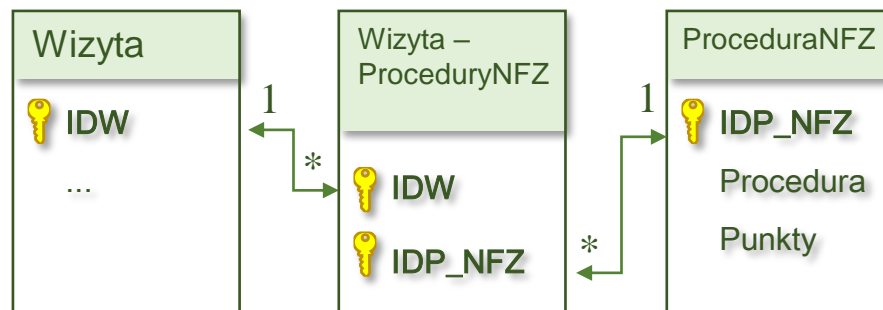 Wizyta
IDW
...
1
*
Wizyta –
ProceduryNFZ
IDW
IDP_NFZ
1
*
ProceduraNFZ
IDP_NFZ
Procedura
Punkty